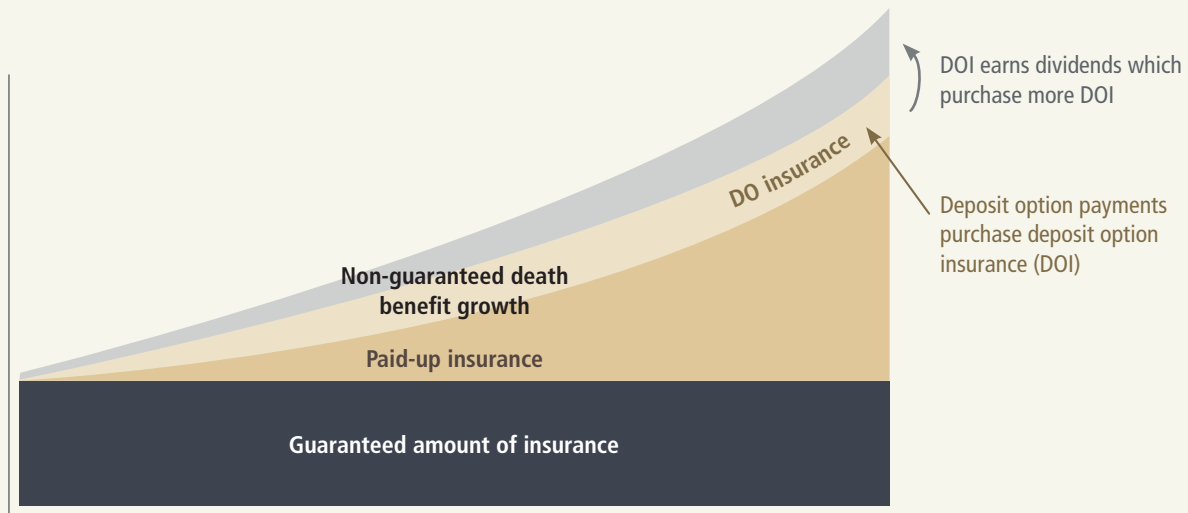 DOI earns dividends which
purchase more DOI
DO insurance
Deposit option payments
purchase deposit option
insurance (DOI)
Non-guaranteed death
benefit growth
Paid-up insurance
Guaranteed amount of insurance